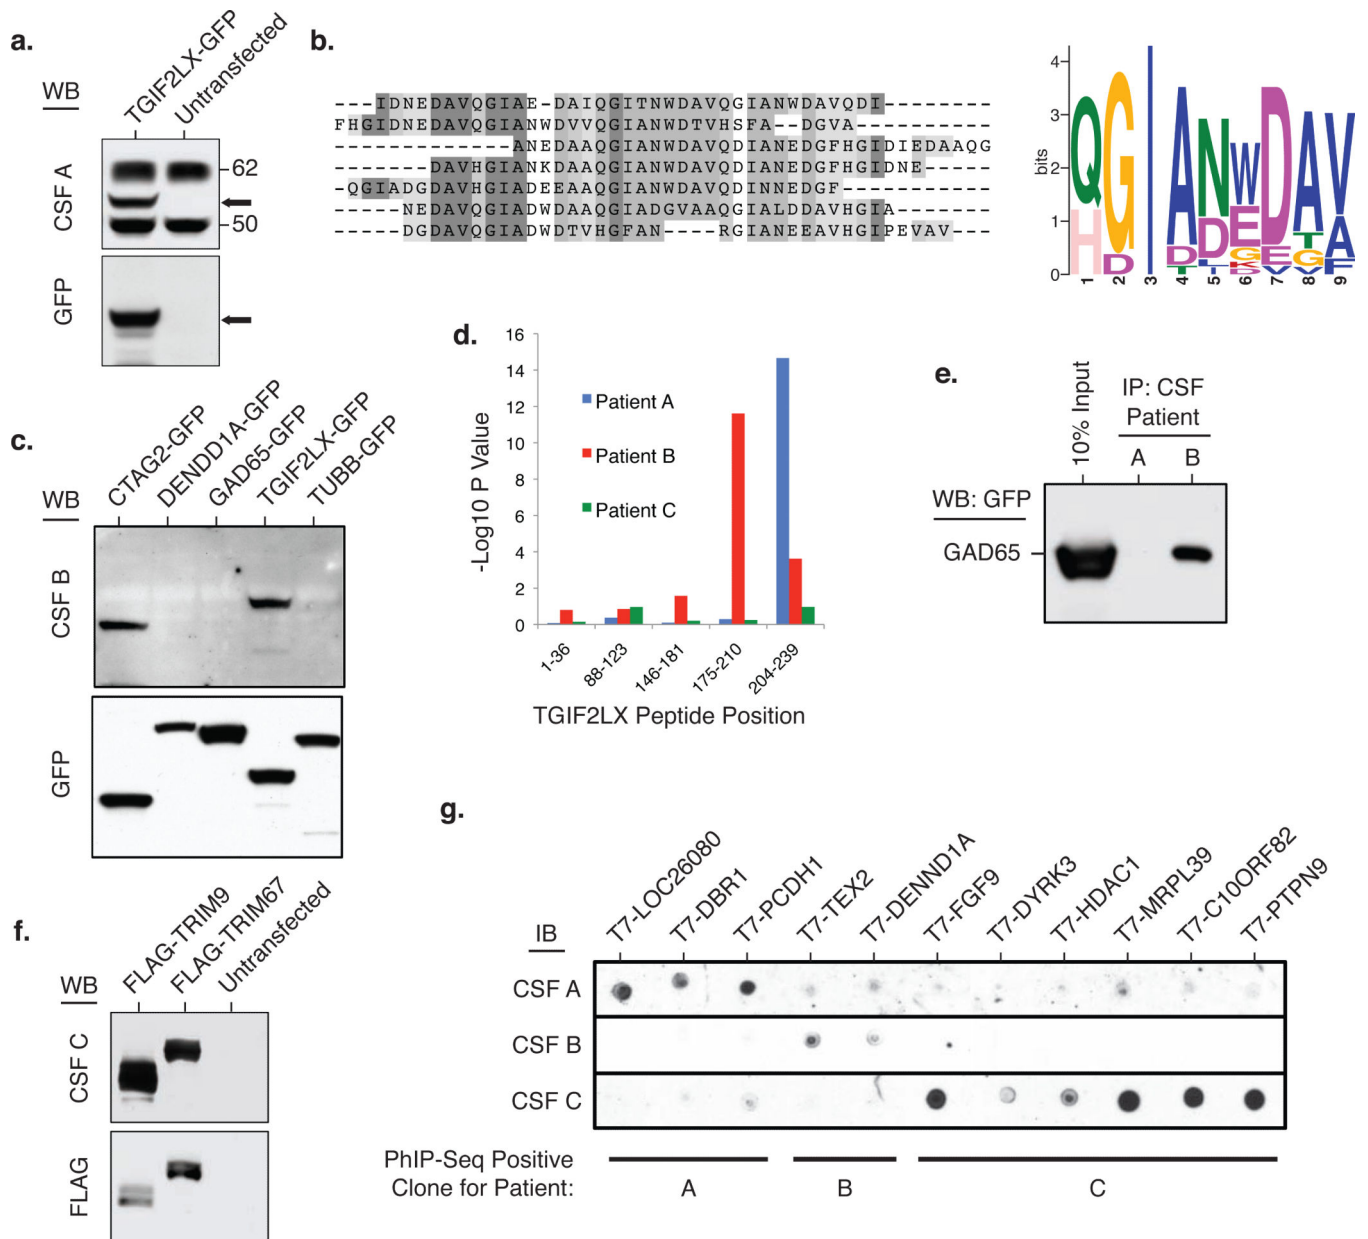 a.
WB
TGIF2LX-GFP
Untransfected
CSF A
62
50
GFP
b.
----IDNEDAVQGIAE-DAIQGITNWDAVQGIANWDAVQDI--------
FHGIDNEDAVQGIANWDVVQGIANWDTVHSFA--DGVA----------
-------------ANEDAAQGIANWDAVQDIANEDGFHGIDIEDAAQG
-------DAVHGIANKDAVQGIANWDAVQGIANEDGFHGIDNE-----
-QGIADGDAVHGIADEEAAQGIANWDAVQDINNEDGF-----------
-----NEDAVQGIADWDAAQGIADGVAAQGIALDDAVHGIA-------
-----DGDAVQGIADWDTVHGFAN----RGIANEEAVHGIPEVAV---
bits
4
3
2
1
0
Q G I A N W D A V
H D D D E E T A
T L G V G F
I K V
D
1 2 3 4 5 6 7 8 9
c.
WB
CTAG2-GFP
DENDD1A-GFP
GAD65-GFP
TGIF2LX-GFP
TUBB-GFP
CSF B
GFP
d.
-Log10 P Value
16
14
12
10
8
6
4
2
0
Patient A
Patient B
Patient C
1-36
88-123
146-181
175-210
204-239
TGIF2LX Peptide Position
e.
10% Input
IP: CSF
Patient
A B
WB: GFP
GAD65
f.
WB
FLAG-TRIM9
FLAG-TRIM67
Untransfected
CSF C
FLAG
g.
IB
T7-LOC26080
T7-DBR1
T7-PCDH1
T7-TEX2
T7-DENND1A
T7-FGF9
T7-DYRK3
T7-HDAC1
T7-MRPL39
T7-C10ORF82
T7-PTPN9
CSF A
CSF B
CSF C
PhIP-Seq Positive
Clone for Patient:
A B C